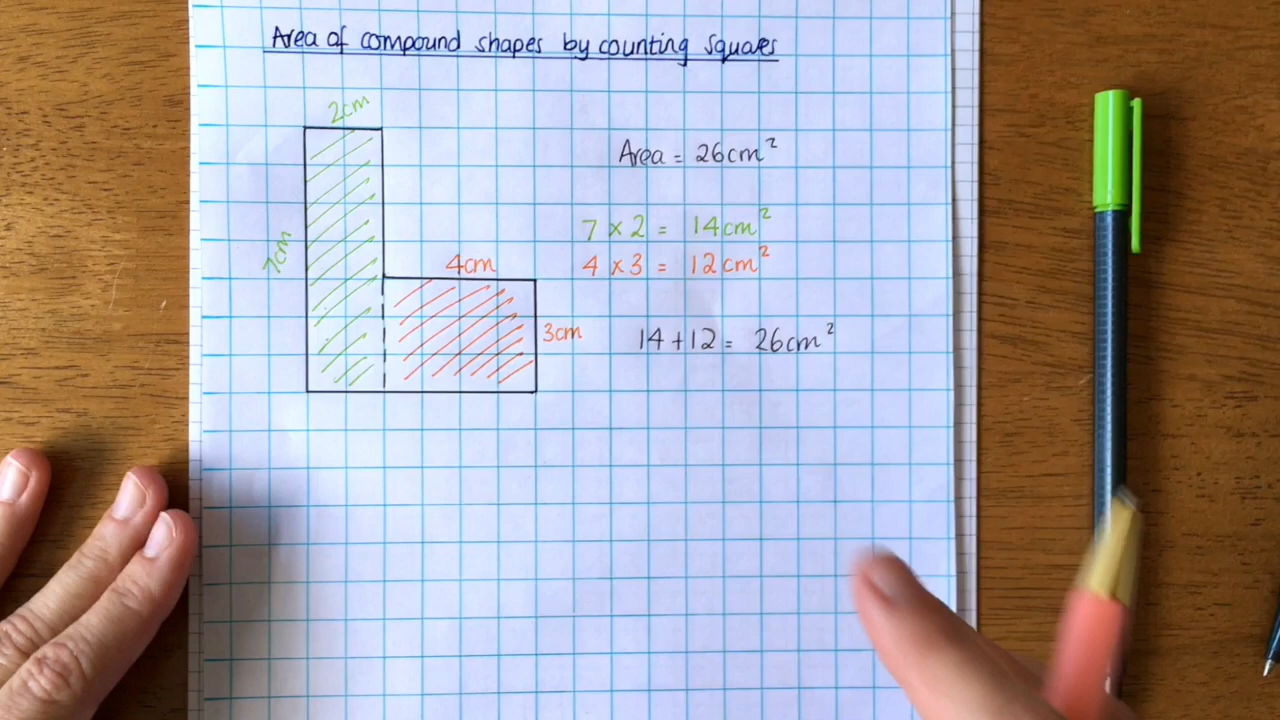 Area of compound shapes by counting squares
2cm
Area = 26cm²
7cm
7 × 2 = 14cm²
4cm
4 × 3 = 12cm²
3cm
14 + 12 = 26cm²